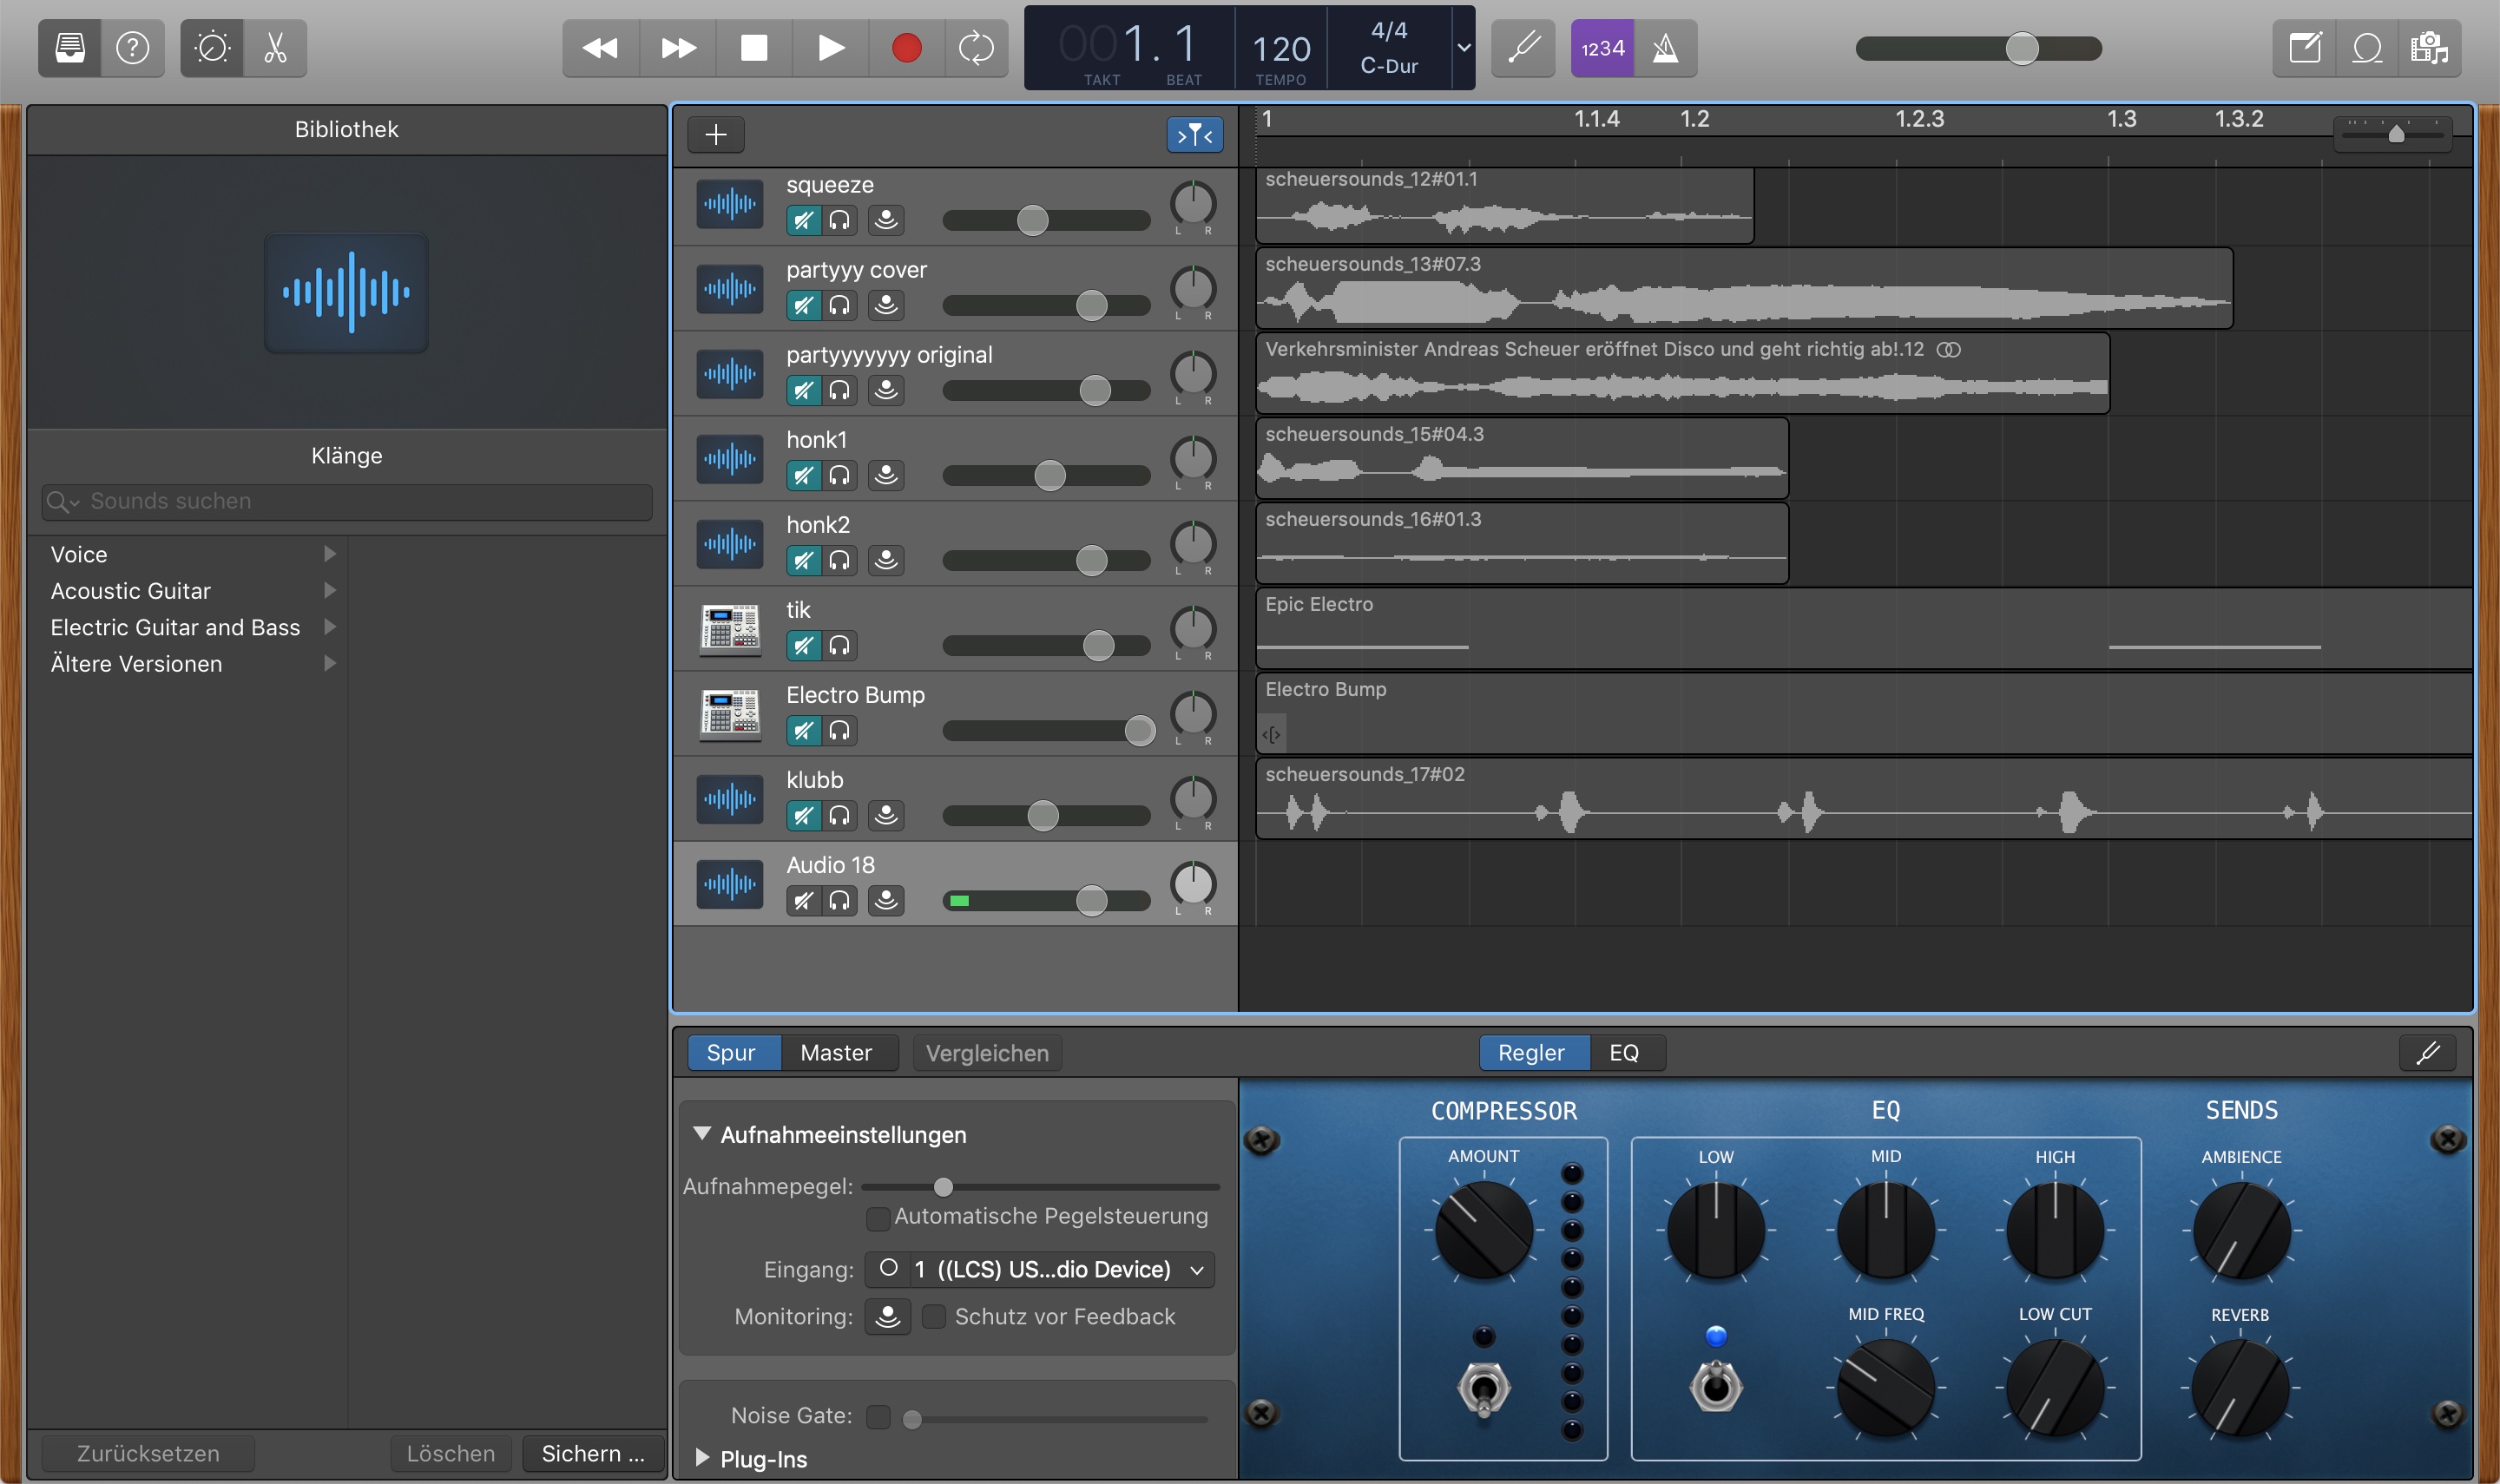 001. 1
TAKT BEAT
120
TEMPO
4/4
C-Dur
1234
Bibliothek
Klänge
Sounds suchen
Voice
Acoustic Guitar
Electric Guitar and Bass
Ältere Versionen
Zurücksetzen
Löschen
Sichern ...
1 1.1.4 1.2 1.2.3 1.3 1.3.2
squeeze
L R
scheuersounds_12#01.1
partyyy cover
L R
scheuersounds_13#07.3
partyyyyyyy original
L R
Verkehrsminister Andreas Scheuer eröffnet Disco und geht richtig ab!.12
honk1
L R
scheuersounds_15#04.3
honk2
L R
scheuersounds_16#01.3
tik
L R
Epic Electro
Electro Bump
L R
Electro Bump
klubb
L R
scheuersounds_17#02
Audio 18
L R
Spur
Master
Vergleichen
Regler
EQ
Aufnahmeeinstellungen
Aufnahmepegel:
Automatische Pegelsteuerung
Eingang: 1 ((LCS) US...dio Device)
Monitoring: Schutz vor Feedback
Noise Gate:
Plug-Ins
COMPRESSOR
AMOUNT
EQ
LOW
MID
HIGH
MID FREQ
LOW CUT
SENDS
AMBIENCE
REVERB